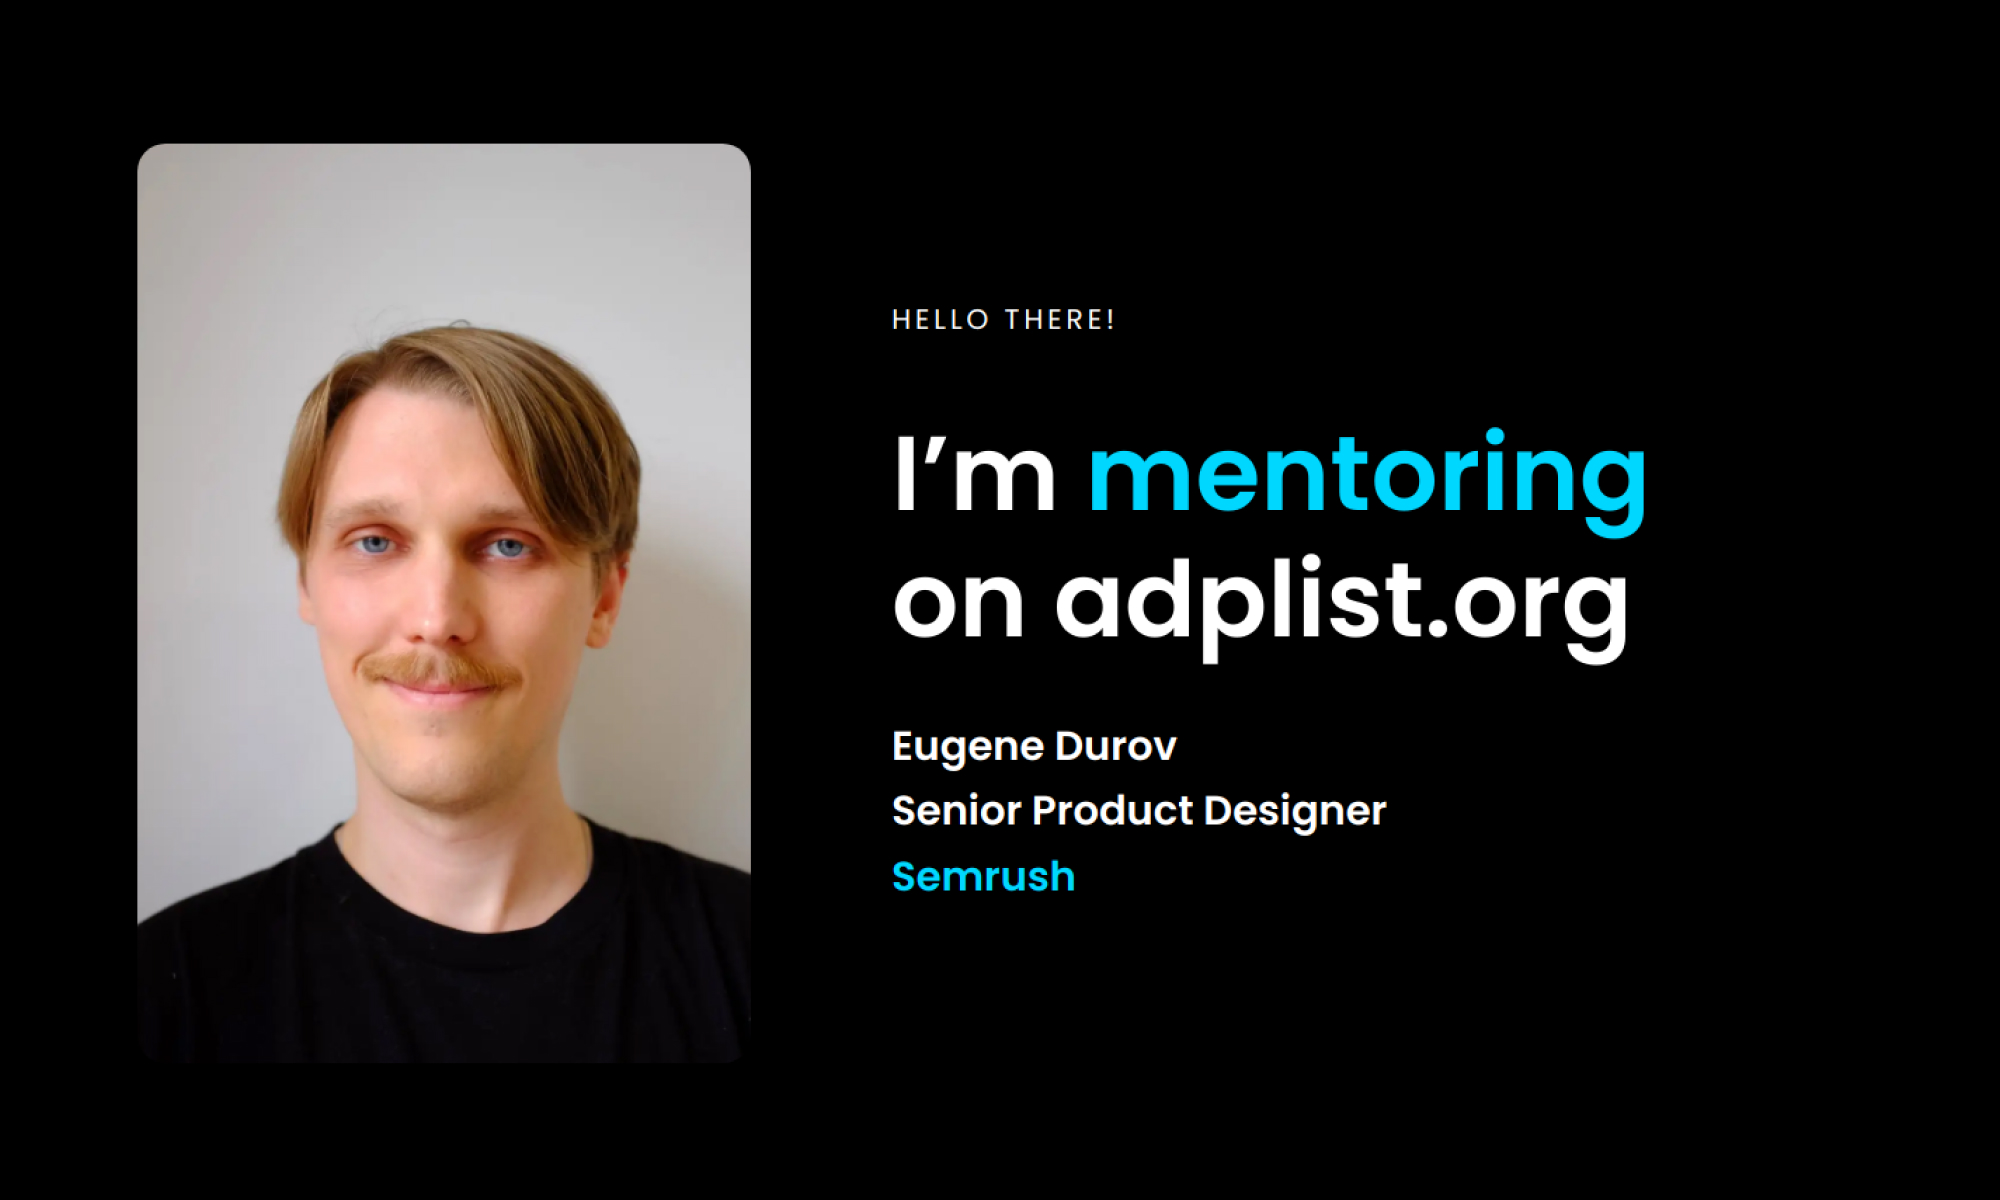 HELLO THERE!
I’m mentoring
on adplist.org
Eugene Durov
Senior Product Designer
Semrush